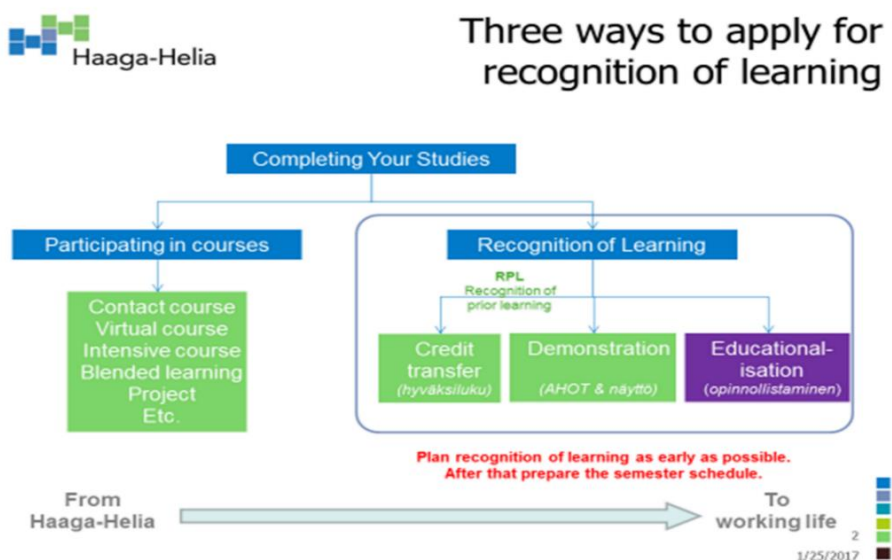 Haaga-Helia
Three ways to apply for
recognition of learning
Completing Your Studies
Participating in courses
Recognition of Learning
Contact course
Virtual course
Intensive course
Blended learning
Project
Etc.
RPL
Recognition of
prior learning
Credit
transfer
(hyväksiluku)
Demonstration
(AHOT & näyttö)
Educational-
isation
(opinnollistaminen)
Plan recognition of learning as early as possible.
After that prepare the semester schedule.
From
Haaga-Helia
To
working life
2
1/25/2017